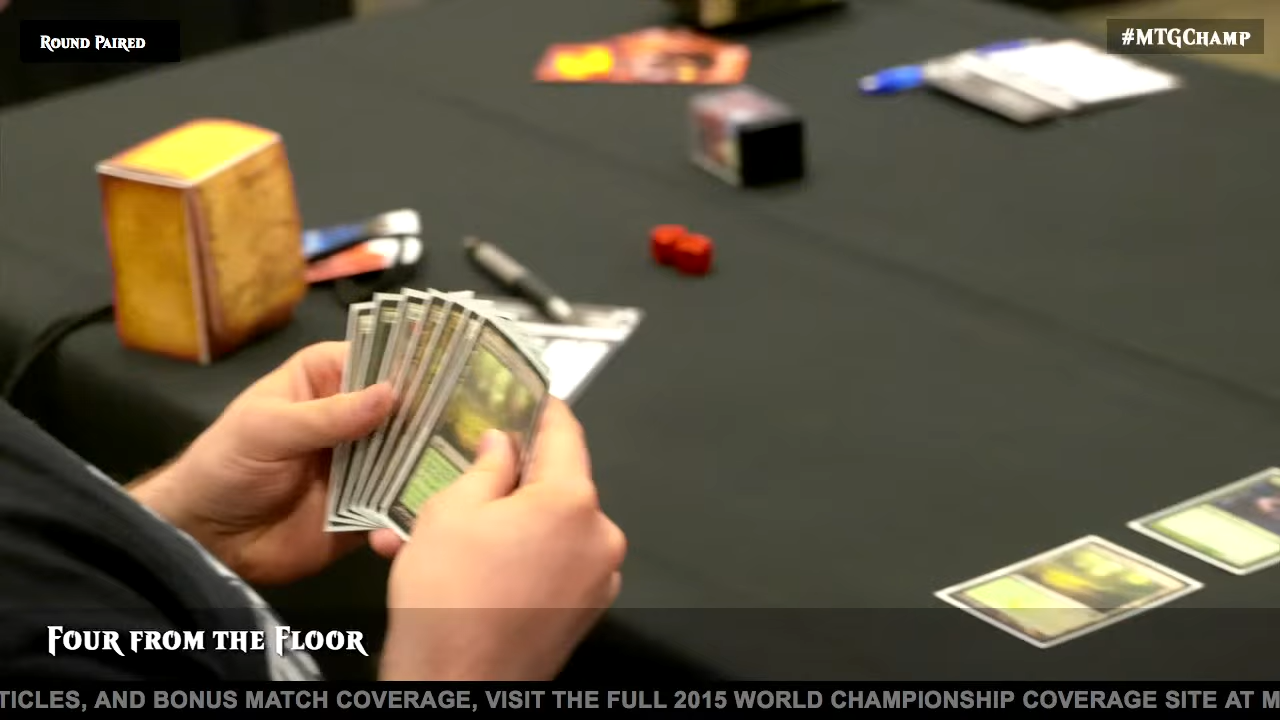 Round Paired
#MTGChamp
Four from the Floor
TICLES, AND BONUS MATCH COVERAGE, VISIT THE FULL 2015 WORLD CHAMPIONSHIP COVERAGE SITE AT M